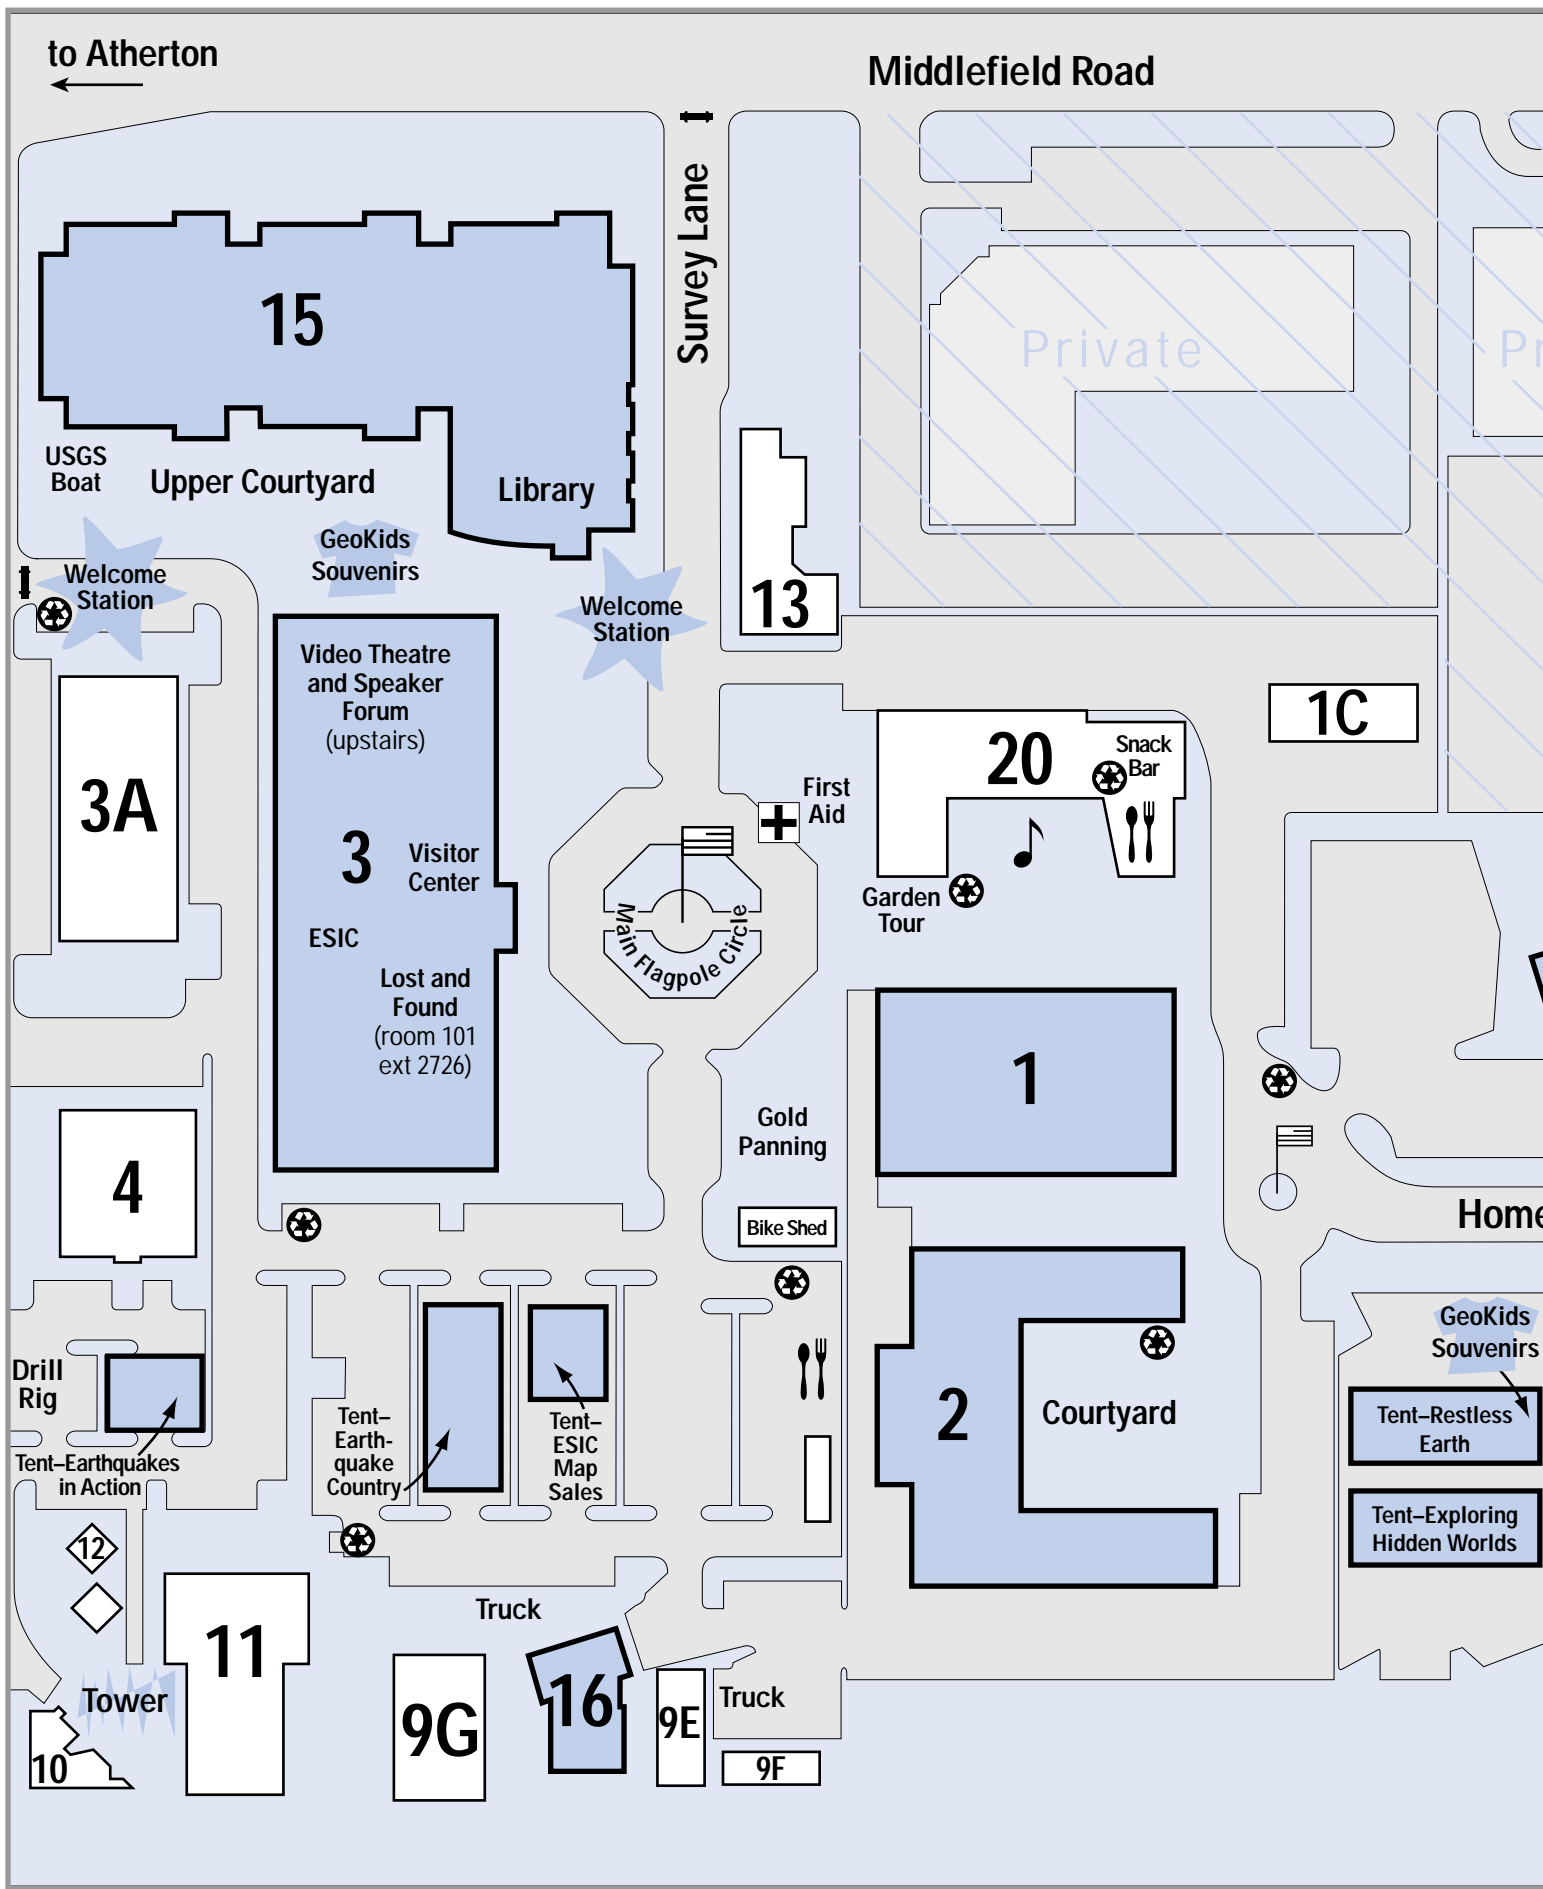 to Atherton
Middlefield Road
Survey Lane
15
Private
Pr
USGS
Boat
Upper Courtyard
Library
GeoKids
Souvenirs
Welcome
Station
Welcome
Station
13
Video Theatre
and Speaker
Forum
(upstairs)
1C
20
Snack
Bar
3A
First
Aid
3
Visitor
Center
Garden
Tour
Main Flagpole Circle
ESIC
Lost and
Found
(room 101
ext 2726)
1
Gold
Panning
4
Home
Bike Shed
GeoKids
Souvenirs
Drill
Rig
2
Courtyard
Tent–Restless
Earth
Tent–
Earth-
quake
Country
Tent–
ESIC
Map
Sales
Tent–Earthquakes
in Action
Tent–Exploring
Hidden Worlds
12
Truck
11
Tower
16
9G
9E
Truck
10
9F